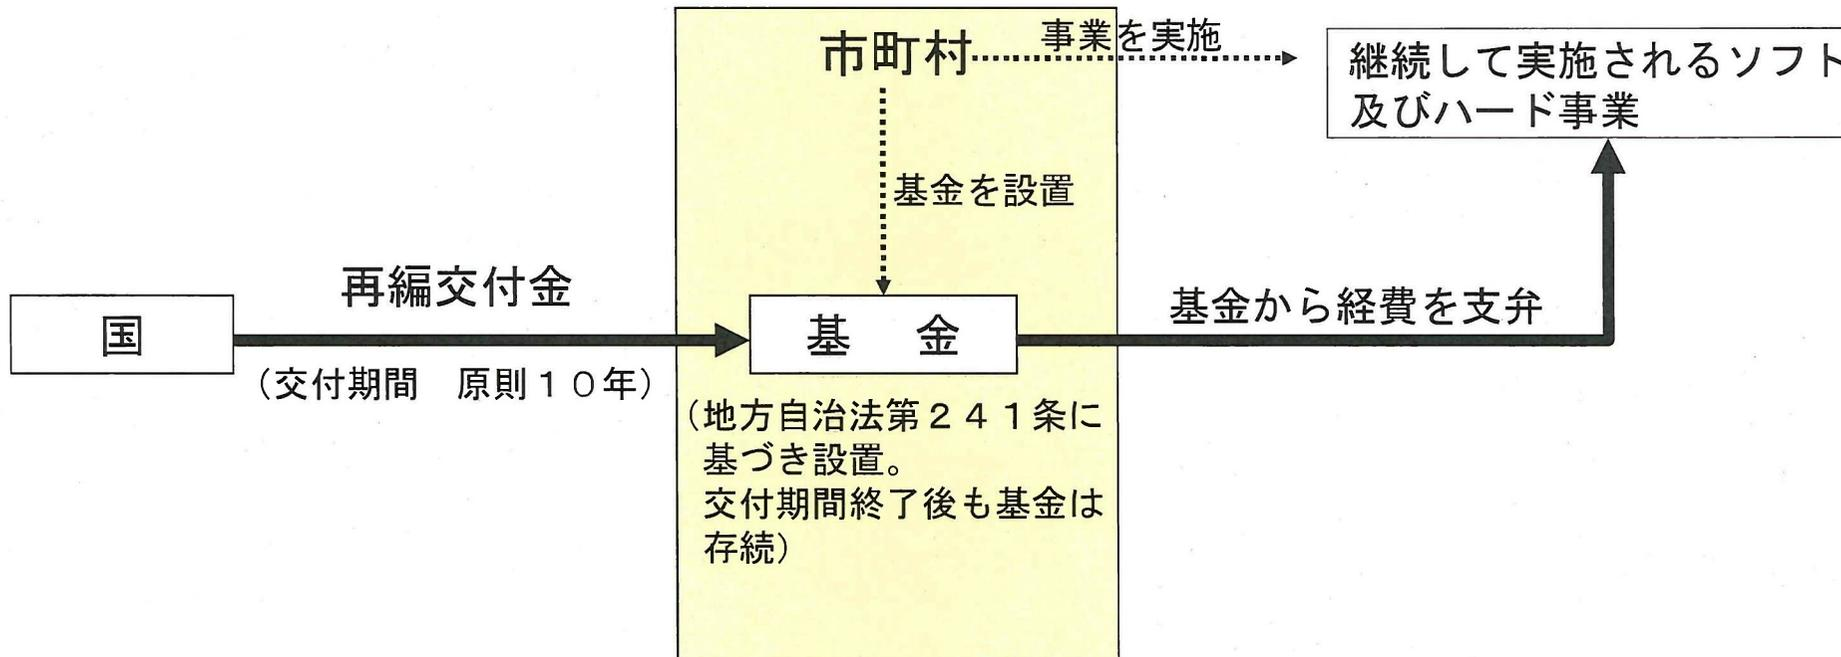 市町村
事業を実施
継続して実施されるソフト
及びハード事業
基金を設置
再編交付金
国
基　金
基金から経費を支弁
（交付期間　原則１０年）
（地方自治法第２４１条に
基づき設置。
交付期間終了後も基金は
存続）